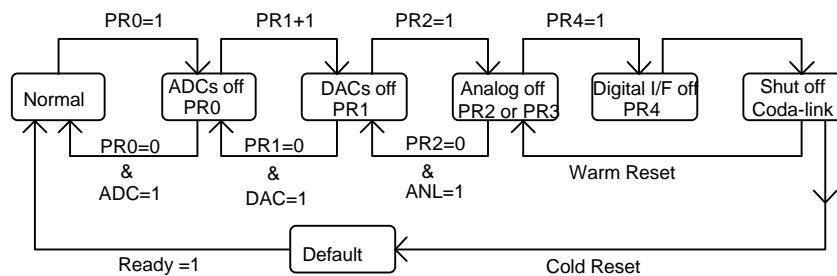 PR0=1
PR1+1
PR2=1
PR4=1
Normal
ADCs off
PR0
DACs off
PR1
Analog off
PR2 or PR3
Digital I/F off
PR4
Shut off
Coda-link
PR0=0
&
ADC=1
PR1=0
&
DAC=1
PR2=0
&
ANL=1
Warm Reset
Ready =1
Default
Cold Reset